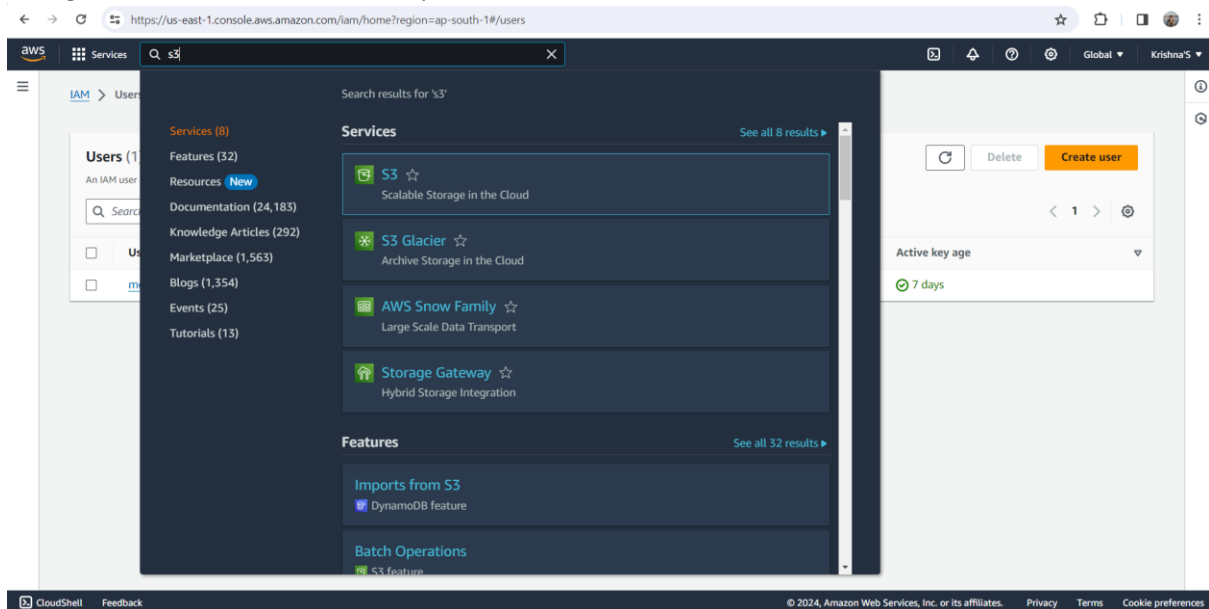 https://us-east-1.console.aws.amazon.com/iam/home?region=ap-south-1#/users
aws Services s3 Global Krishna'S
IAM > User
Search results for 's3'
Services (8)
Features (32)
Resources New
Documentation (24,183)
Knowledge Articles (292)
Marketplace (1,563)
Blogs (1,354)
Events (25)
Tutorials (13)
Services See all 8 results
S3
Scalable Storage in the Cloud
S3 Glacier
Archive Storage in the Cloud
AWS Snow Family
Large Scale Data Transport
Storage Gateway
Hybrid Storage Integration
Features See all 32 results
Imports from S3
DynamoDB feature
Batch Operations
S3 feature
Users (1)
An IAM user
Searc
Us
m
Delete Create user
1
Active key age
7 days
CloudShell Feedback © 2024, Amazon Web Services, Inc. or its affiliates. Privacy Terms Cookie preferences